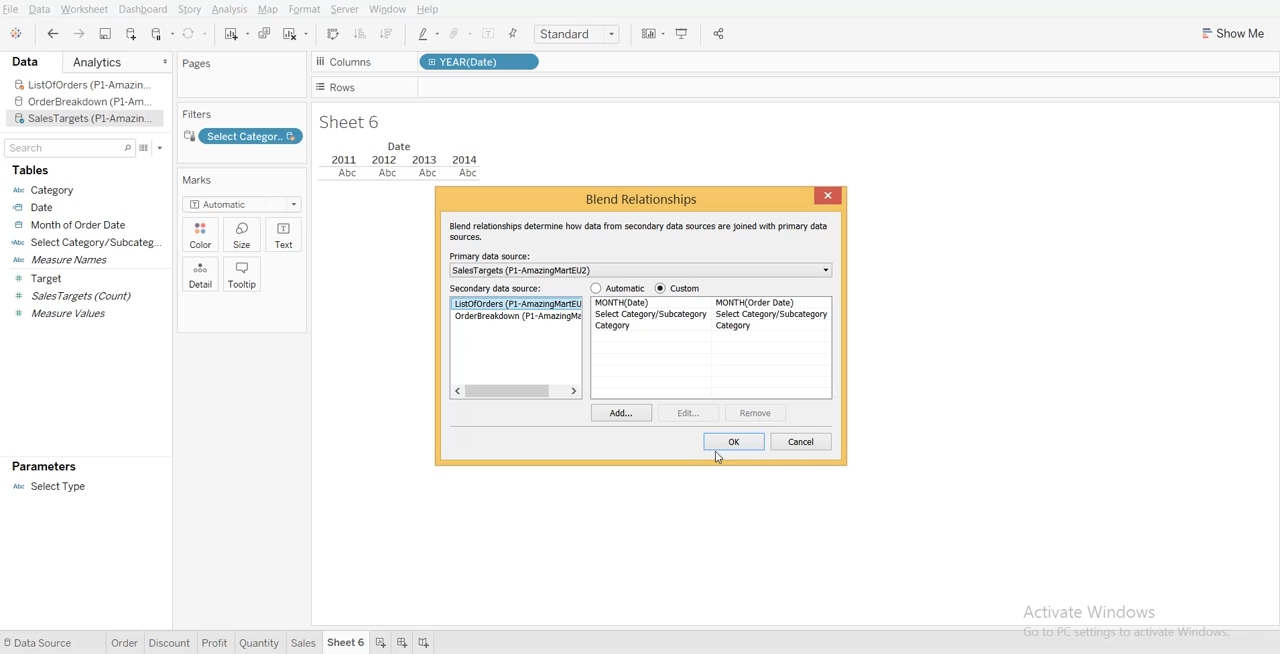 File Data Worksheet Dashboard Story Analysis Map Format Server Window Help
Standard
Show Me
Data Analytics
ListOfOrders (P1-Amazin...
OrderBreakdown (P1-Am...
SalesTargets (P1-Amazin...
Search
Tables
Abc Category
Date
Month of Order Date
Abc Select Category/Subcateg...
Abc Measure Names
# Target
# SalesTargets (Count)
# Measure Values
Parameters
Abc Select Type
Pages
Filters
Select Categor..
Marks
Automatic
Color Size Text
Detail Tooltip
Columns YEAR(Date)
Rows
Sheet 6
Date
2011 2012 2013 2014
Abc Abc Abc Abc
Blend Relationships
Blend relationships determine how data from secondary data sources are joined with primary data
sources.
Primary data source:
SalesTargets (P1-AmazingMartEU2)
Secondary data source: Automatic Custom
ListOfOrders (P1-AmazingMartEU
OrderBreakdown (P1-AmazingMa
MONTH(Date) MONTH(Order Date)
Select Category/Subcategory Select Category/Subcategory
Category Category
Add... Edit... Remove
OK Cancel
Activate Windows
Go to PC settings to activate Windows.
Data Source Order Discount Profit Quantity Sales Sheet 6